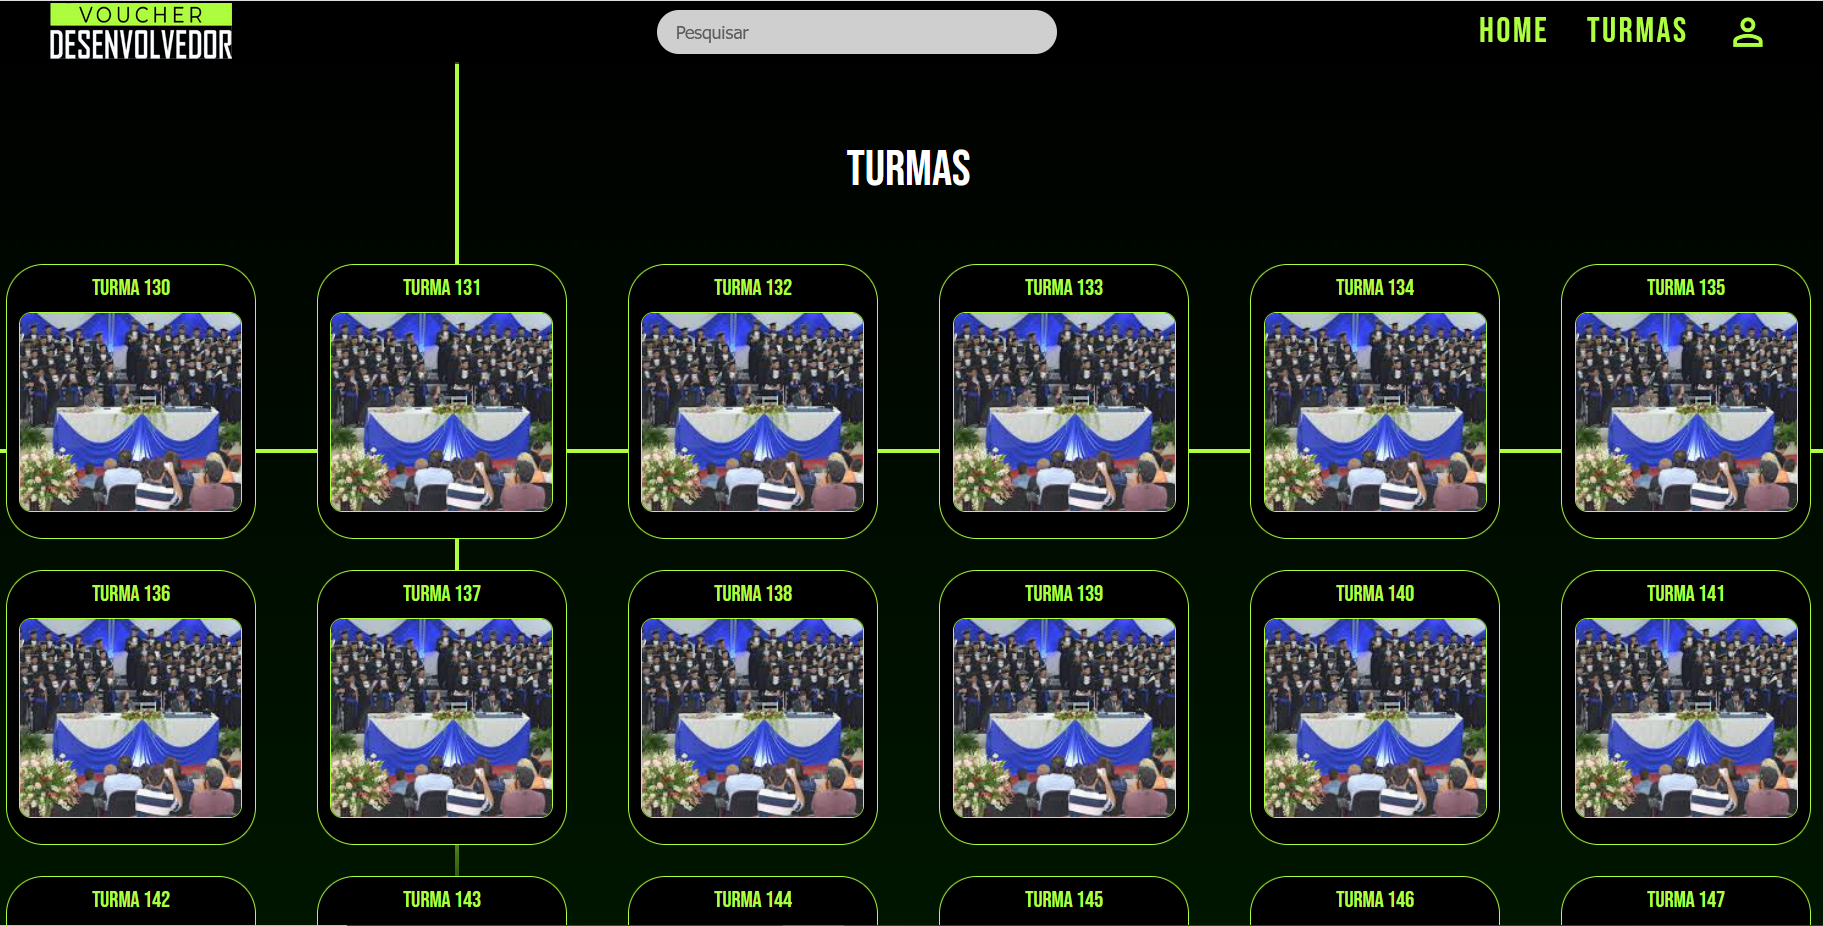 VOUCHER
DESENVOLVEDOR
Pesquisar
HOME
TURMAS
TURMAS
TURMA 130
TURMA 131
TURMA 132
TURMA 133
TURMA 134
TURMA 135
TURMA 136
TURMA 137
TURMA 138
TURMA 139
TURMA 140
TURMA 141
TURMA 142
TURMA 143
TURMA 144
TURMA 145
TURMA 146
TURMA 147